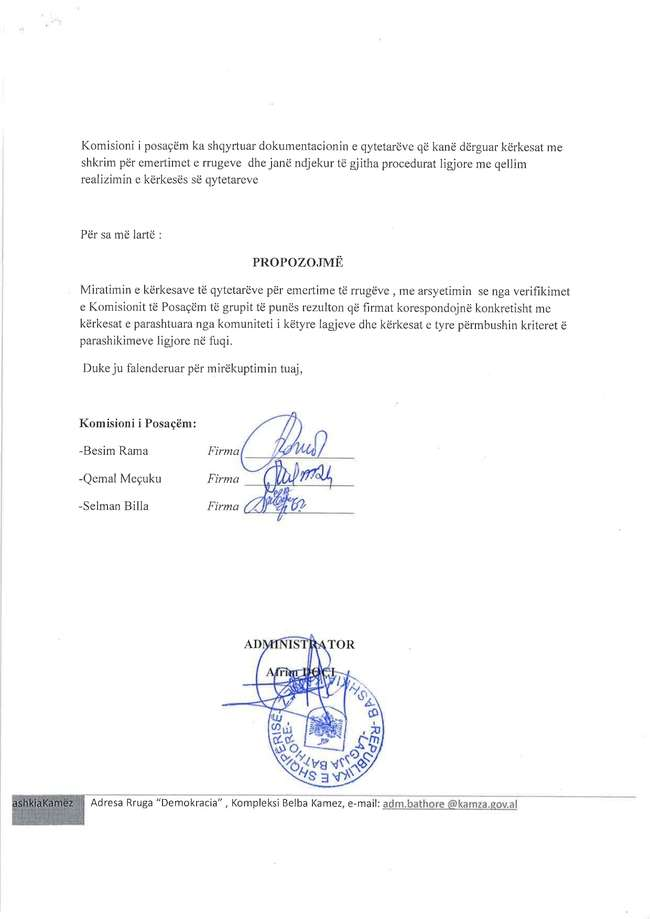 Komisioni i posaçëm ka shqyrtuar dokumentacionin e qytetarëve që kanë dërguar kërkesat me
shkrim për emertimet e rrugeve dhe janë ndjekur të gjitha procedurat ligjore me qellim
realizimin e kërkesës së qytetareve
Për sa më lartë :
PROPOZOJMË
Miratimin e kërkesave të qytetarëve për emertime të rrugëve , me arsyetimin se nga verifikimet
e Komisionit të Posaçëm të grupit të punës rezulton që firmat korespondojnë konkretisht me
kërkesat e parashtuara nga komuniteti i këtyre lagjeve dhe kërkesat e tyre përmbushin kriteret ë
parashikimeve ligjore në fuqi.
Duke ju falenderuar për mirëkuptimin tuaj,
Komisioni i Posaçëm:
-Besim Rama Firma
-Qemal Meçuku Firma
-Selman Billa Firma
ADMINISTRATOR
Afrim DOCI
REPUBLIKA E SHQIPERISË - BASHKIA
LAGJJA BATHORE
ashkiaKamëz Adresa Rruga “Demokracia” , Kompleksi Belba Kamez, e-mail: adm.bathore @kamza.gov.al